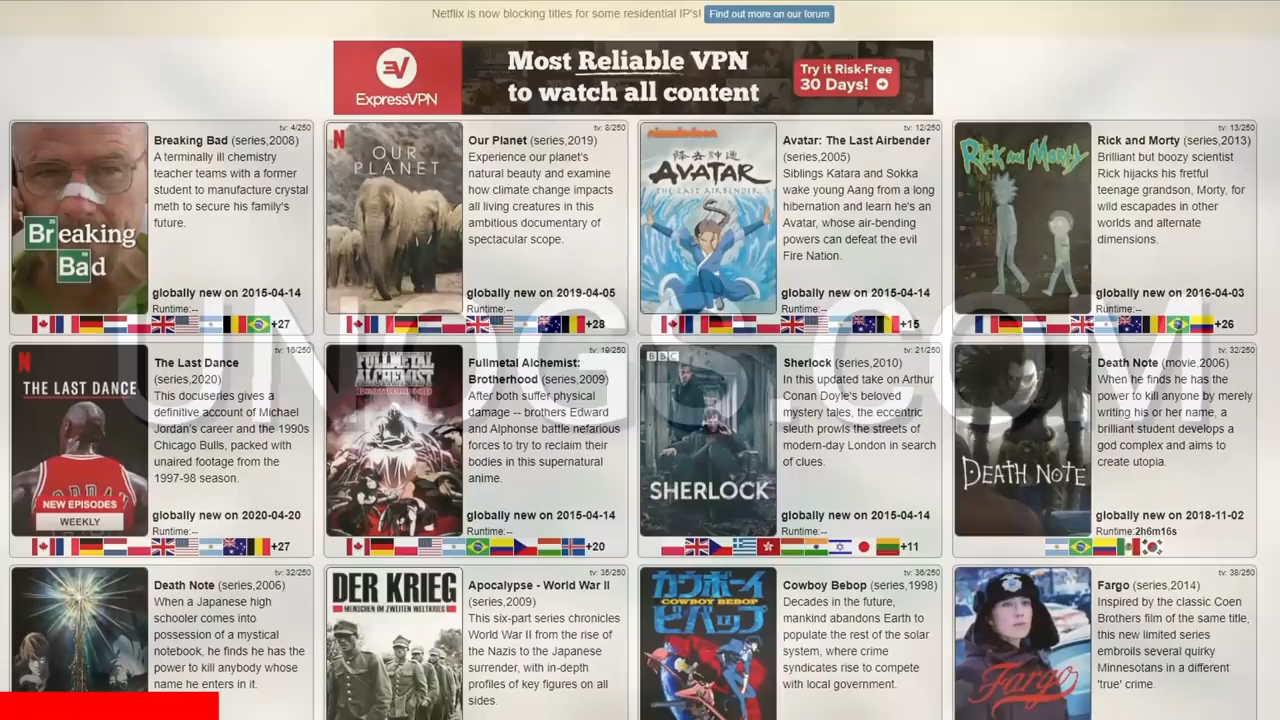 Netflix is now blocking titles for some residential IP's! Find out more on our forum
ExpressVPN
Most Reliable VPN
to watch all content
Try it Risk-Free
30 Days!
tv: 4/250
Breaking Bad (series,2008)
A terminally ill chemistry
teacher teams with a former
student to manufacture crystal
meth to secure his family's
future.
globally new on 2015-04-14
Runtime:--
+27
Breaking
Bad
tv: 8/250
Our Planet (series,2019)
Experience our planet's
natural beauty and examine
how climate change impacts
all living creatures in this
ambitious documentary of
spectacular scope.
globally new on 2019-04-05
Runtime:--
+28
N
OUR
PLANET
tv: 12/250
Avatar: The Last Airbender
(series,2005)
Siblings Katara and Sokka
wake young Aang from a long
hibernation and learn he's an
Avatar, whose air-bending
powers can defeat the evil
Fire Nation.
globally new on 2015-04-14
Runtime:--
+15
nickelodeon
降去神通
AVATAR
THE LAST AIRBENDER
tv: 13/250
Rick and Morty (series,2013)
Brilliant but boozy scientist
Rick hijacks his fretful
teenage grandson, Morty, for
wild escapades in other
worlds and alternate
dimensions.
globally new on 2016-04-03
Runtime:--
+26
RICK and MORTY
UNOGS.COM
tv: 16/250
The Last Dance
(series,2020)
This docuseries gives a
definitive account of Michael
Jordan's career and the 1990s
Chicago Bulls, packed with
unaired footage from the
1997-98 season.
globally new on 2020-04-20
Runtime:--
+27
N
THE LAST DANCE
NEW EPISODES
WEEKLY
tv: 19/250
Fullmetal Alchemist:
Brotherhood (series,2009)
After both suffer physical
damage -- brothers Edward
and Alphonse battle nefarious
forces to try to reclaim their
bodies in this supernatural
anime.
globally new on 2015-04-14
Runtime:--
+20
FULLMETAL
ALCHEMIST
BROTHERHOOD
tv: 21/250
Sherlock (series,2010)
In this updated take on Arthur
Conan Doyle's beloved
mystery tales, the eccentric
sleuth prowls the streets of
modern-day London in search
of clues.
globally new on 2015-04-14
Runtime:--
+11
BBC
SHERLOCK
tv: 32/250
Death Note (movie,2006)
When he finds he has the
power to kill anyone by merely
writing his or her name, a
brilliant student develops a
god complex and aims to
create utopia.
globally new on 2018-11-02
Runtime:2h6m16s
DEATH NOTE
tv: 32/250
Death Note (series,2006)
When a Japanese high
schooler comes into
possession of a mystical
notebook, he finds he has the
power to kill anybody whose
name he enters in it.
tv: 35/250
Apocalypse - World War II
(series,2009)
This six-part series chronicles
World War II from the rise of
the Nazis to the Japanese
surrender, with in-depth
profiles of key figures on all
sides.
DER KRIEG
MENSCHEN IM ZWEITEN WELTKRIEG
tv: 36/250
Cowboy Bebop (series,1998)
Decades in the future,
mankind abandons Earth to
populate the rest of the solar
system, where crime
syndicates rise to compete
with local government.
カウボーイ
COWBOY BEBOP
ビバップ
tv: 38/250
Fargo (series,2014)
Inspired by the classic Coen
Brothers film of the same title,
this new limited series
embroils several quirky
Minnesotans in a different
'true' crime.
Fargo